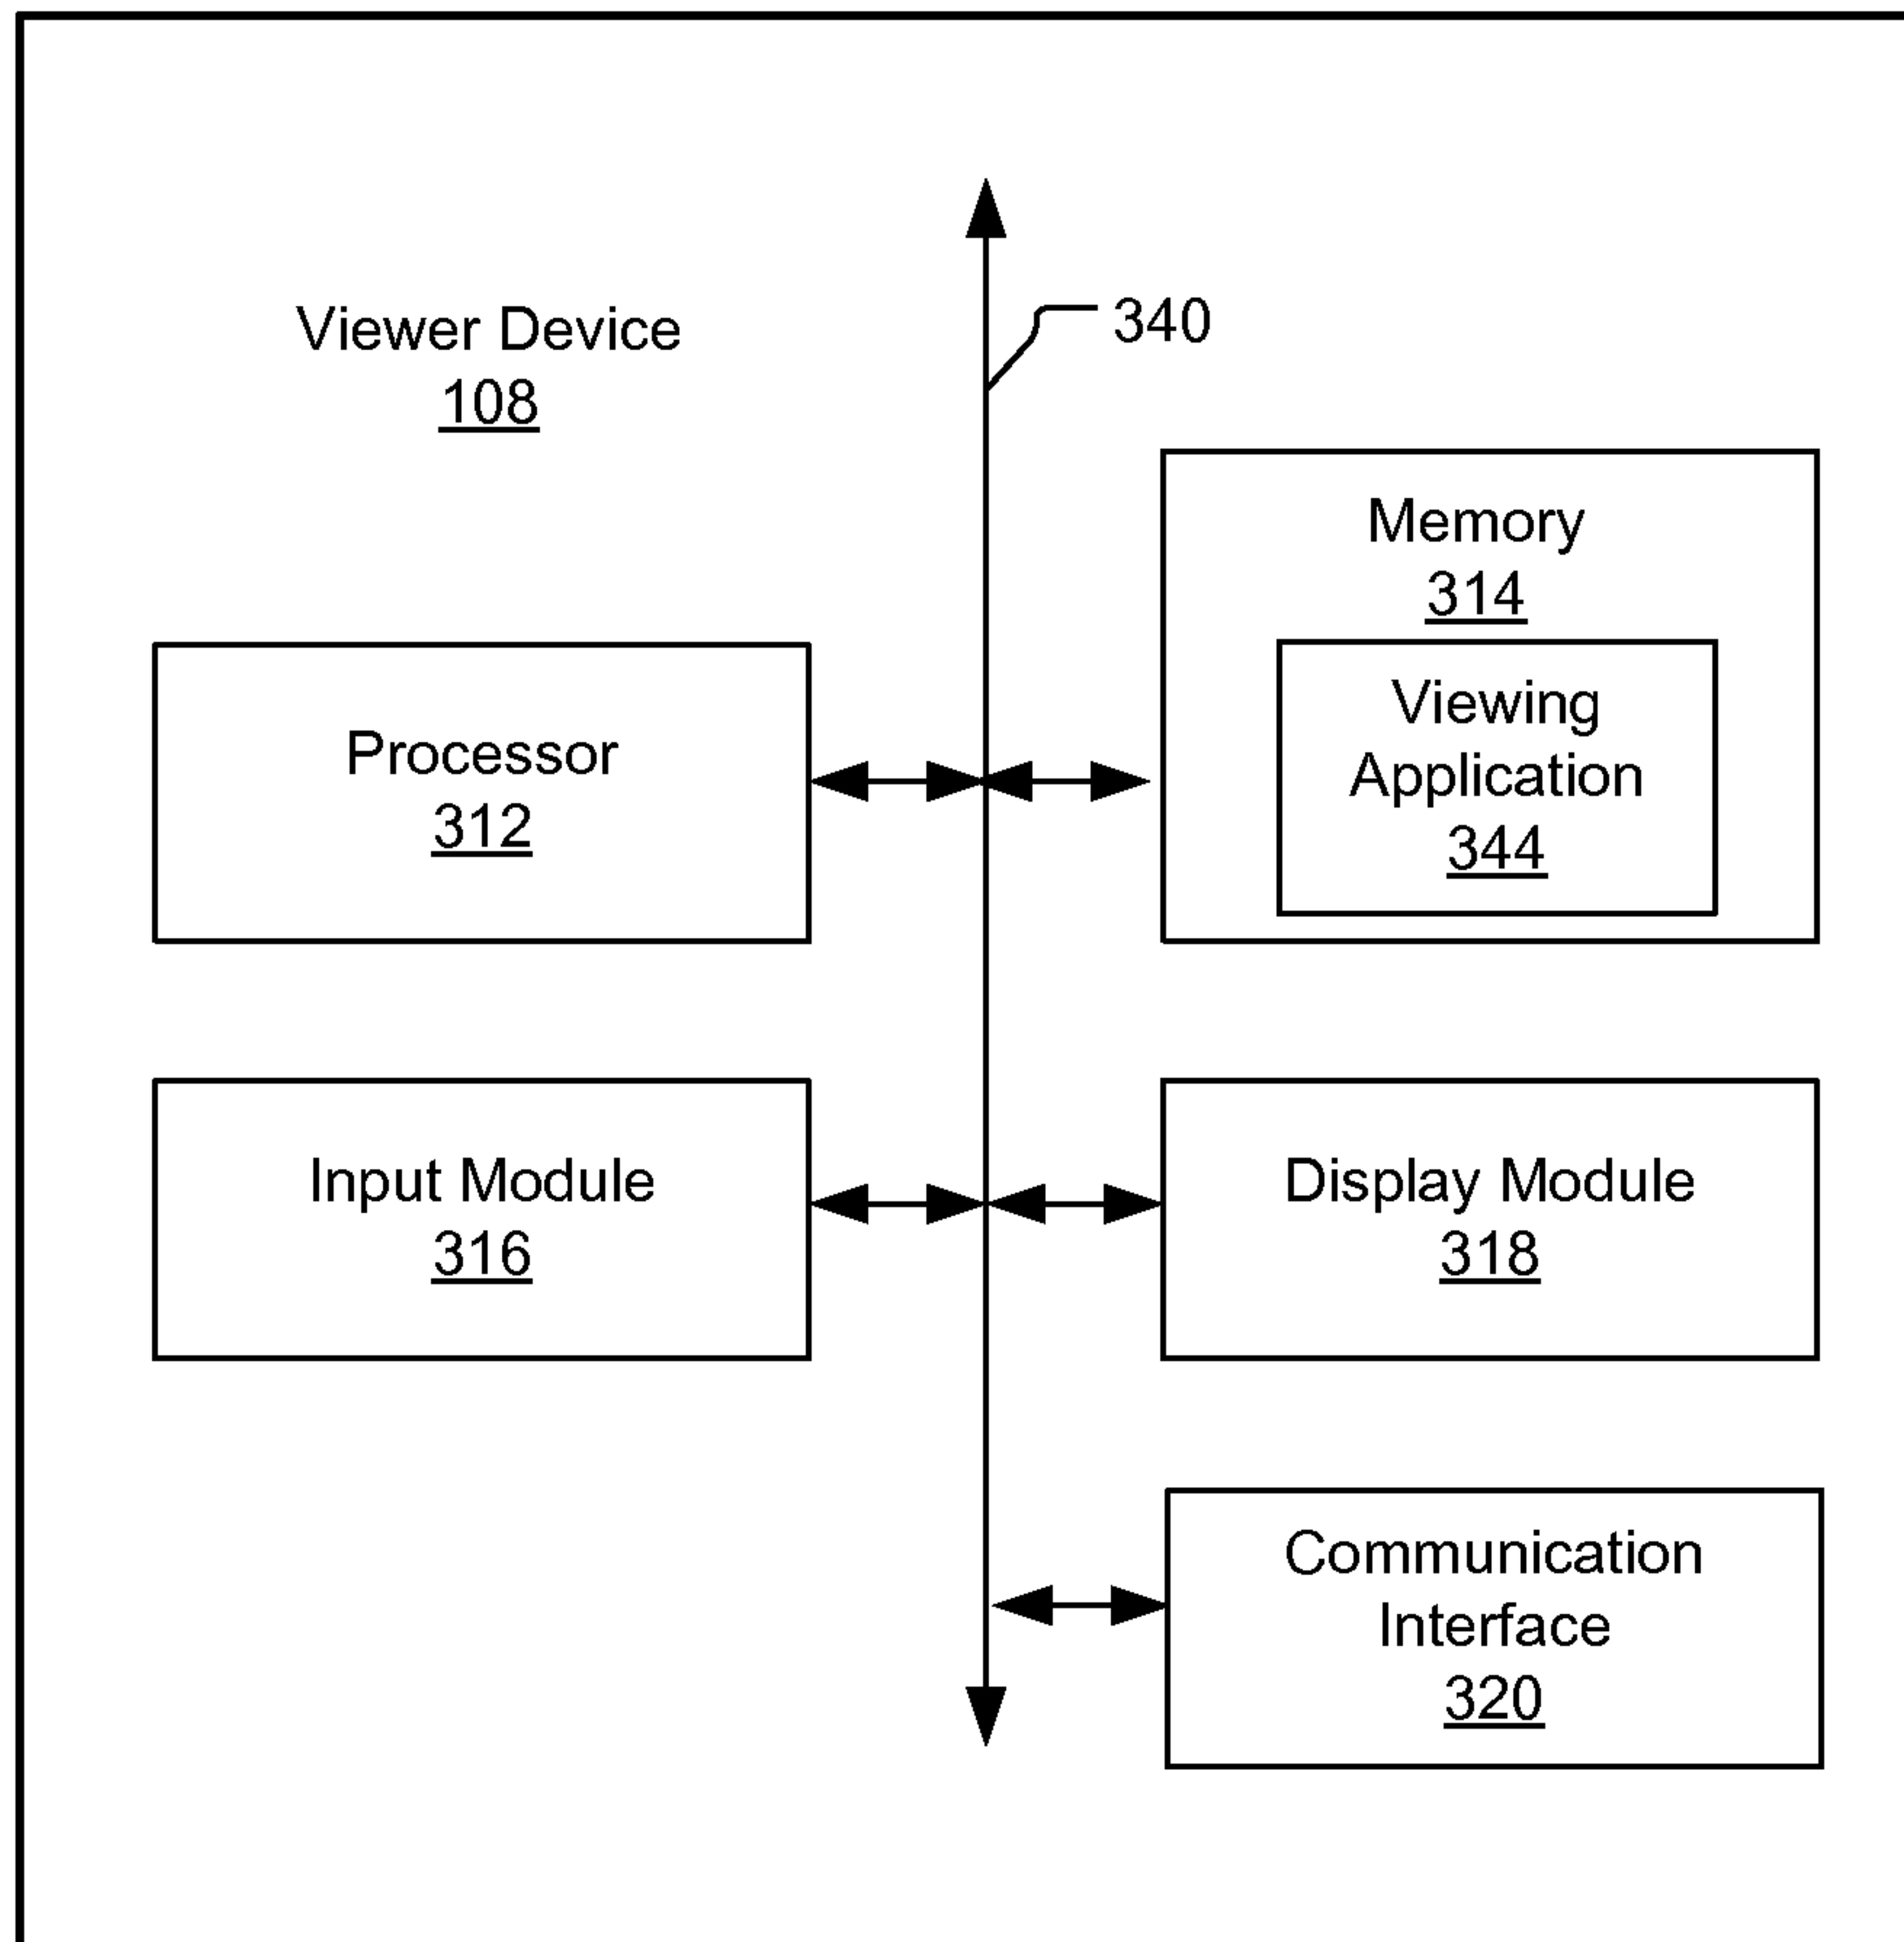 Viewer Device
108
340
Memory
314
Viewing
Application
344
Processor
312
Input Module
316
Display Module
318
Communication
Interface
320